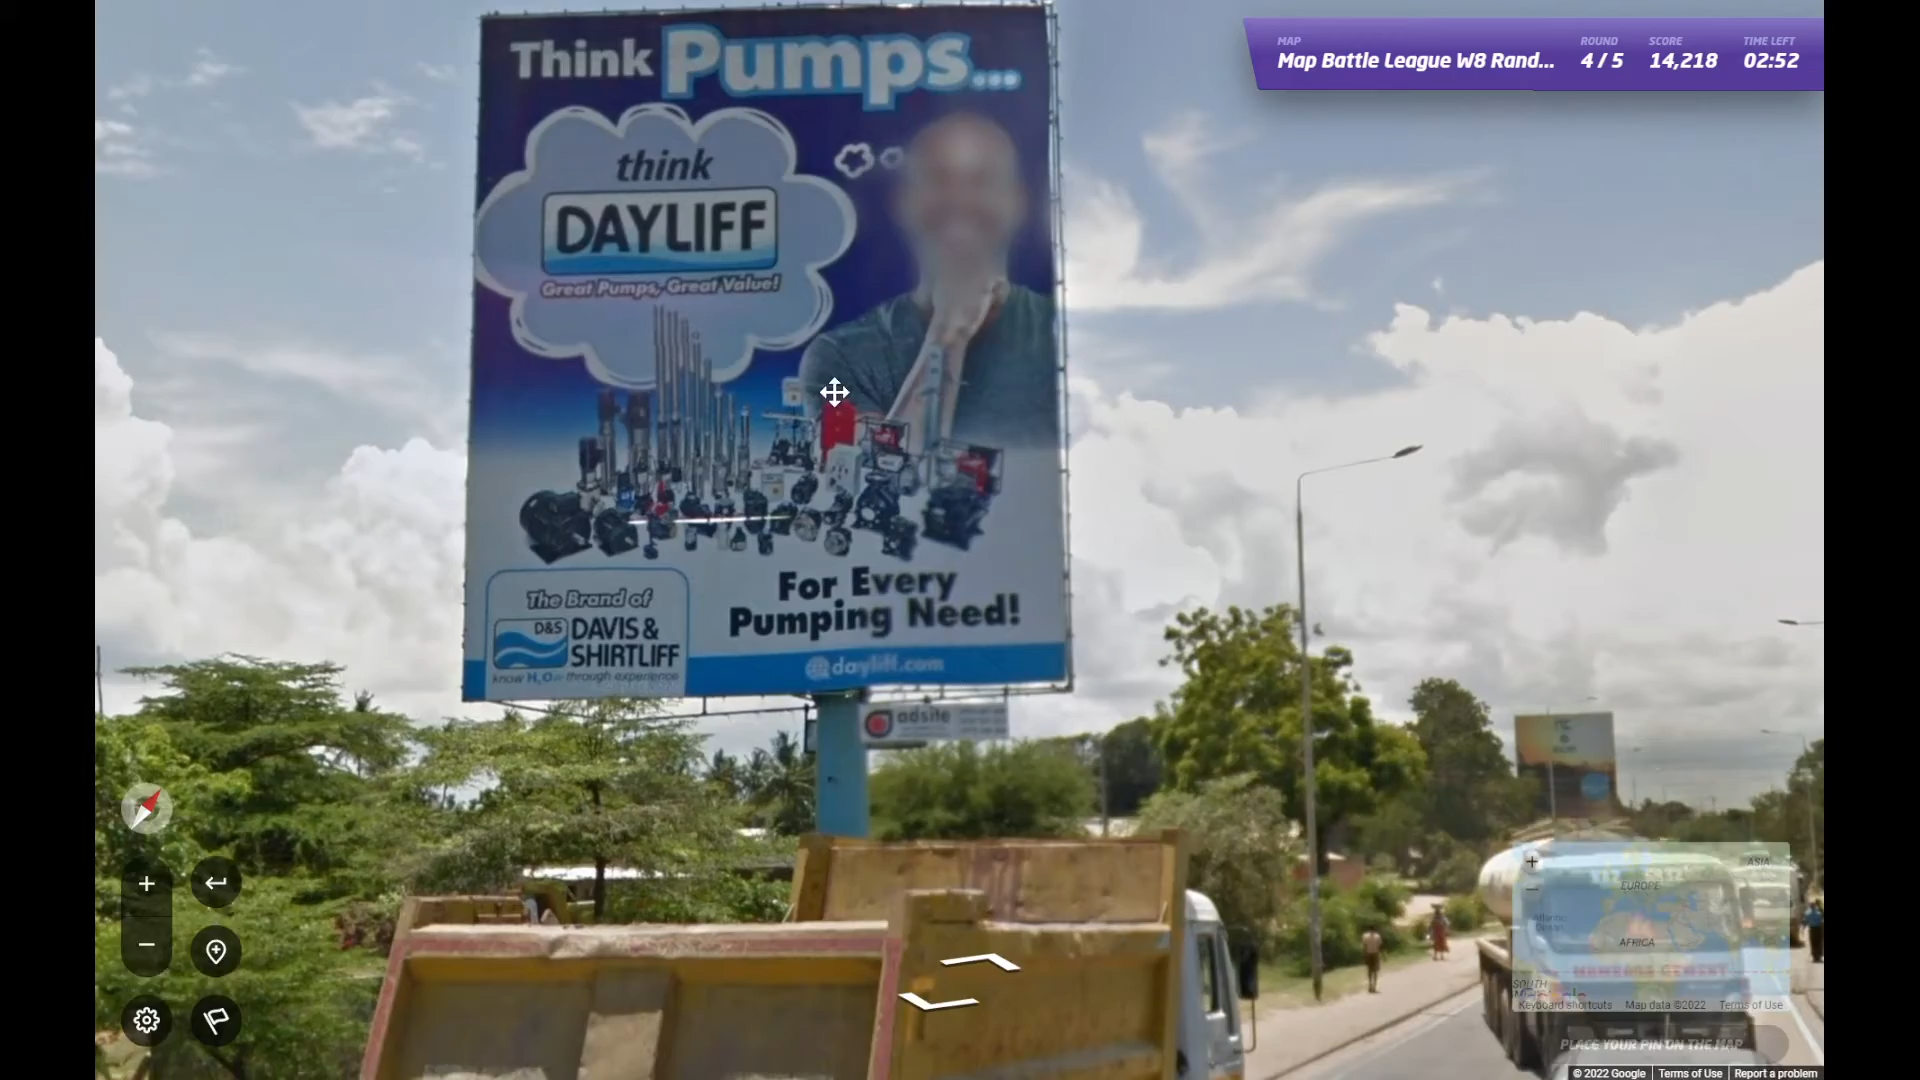 Think Pumps...
think
DAYLIFF
Great Pumps, Great Value!
The Brand of
D&S DAVIS &
SHIRTLIFF
know H₂O through experience
For Every
Pumping Need!
dayliff.com
adsite
MAP
Map Battle League W8 Rand...
ROUND
4 / 5
SCORE
14,218
TIME LEFT
02:52
ASIA
EUROPE
Atlantic
Ocean
AFRICA
SOUTH
Keyboard shortcuts
Map data ©2022
Terms of Use
PLACE YOUR PIN ON THE MAP
© 2022 Google
Terms of Use
Report a problem